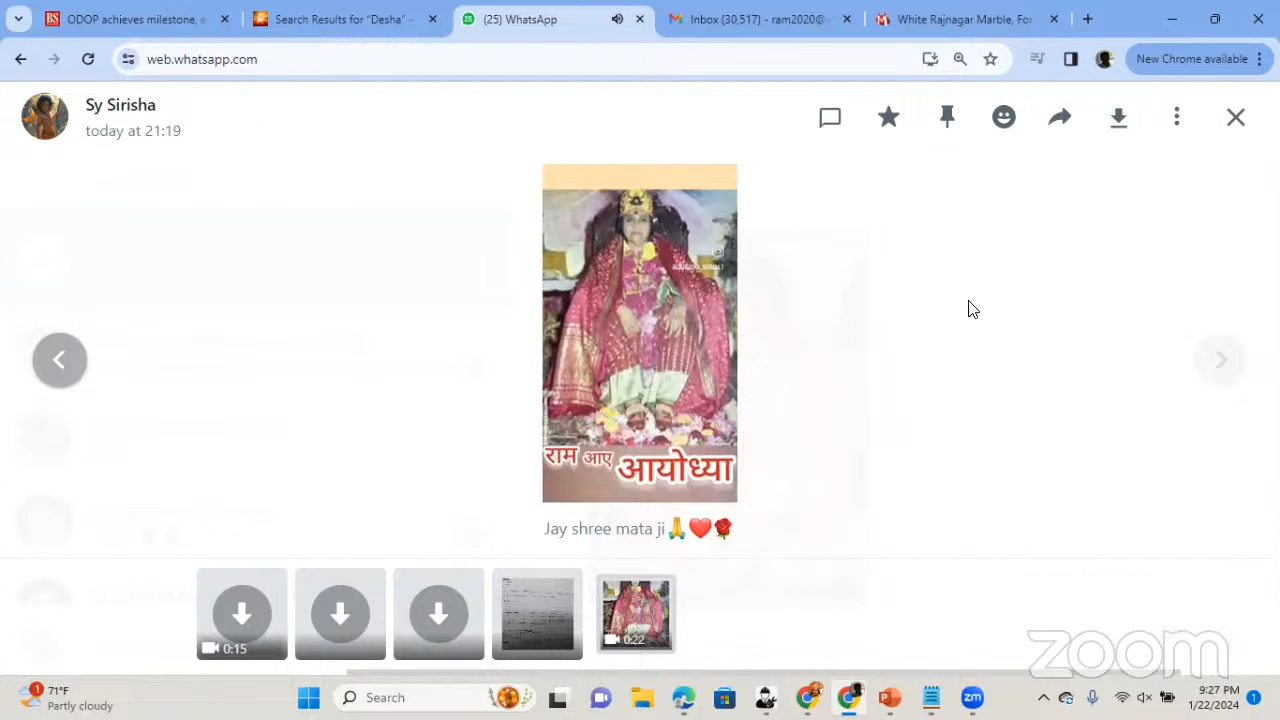 ODOP achieves milestone, e
Search Results for "Desha" –
(25) WhatsApp
Inbox (30,517) - ram2020@
White Rajnagar Marble, For
web.whatsapp.com
New Chrome available
Sy Sirisha
today at 21:19
राम आए आयोध्या
Jay shree mata ji🙏❤️🌹
0:15
0:22
zoom
1
71°F
Partly cloudy
Search
9:27 PM
1/22/2024
1